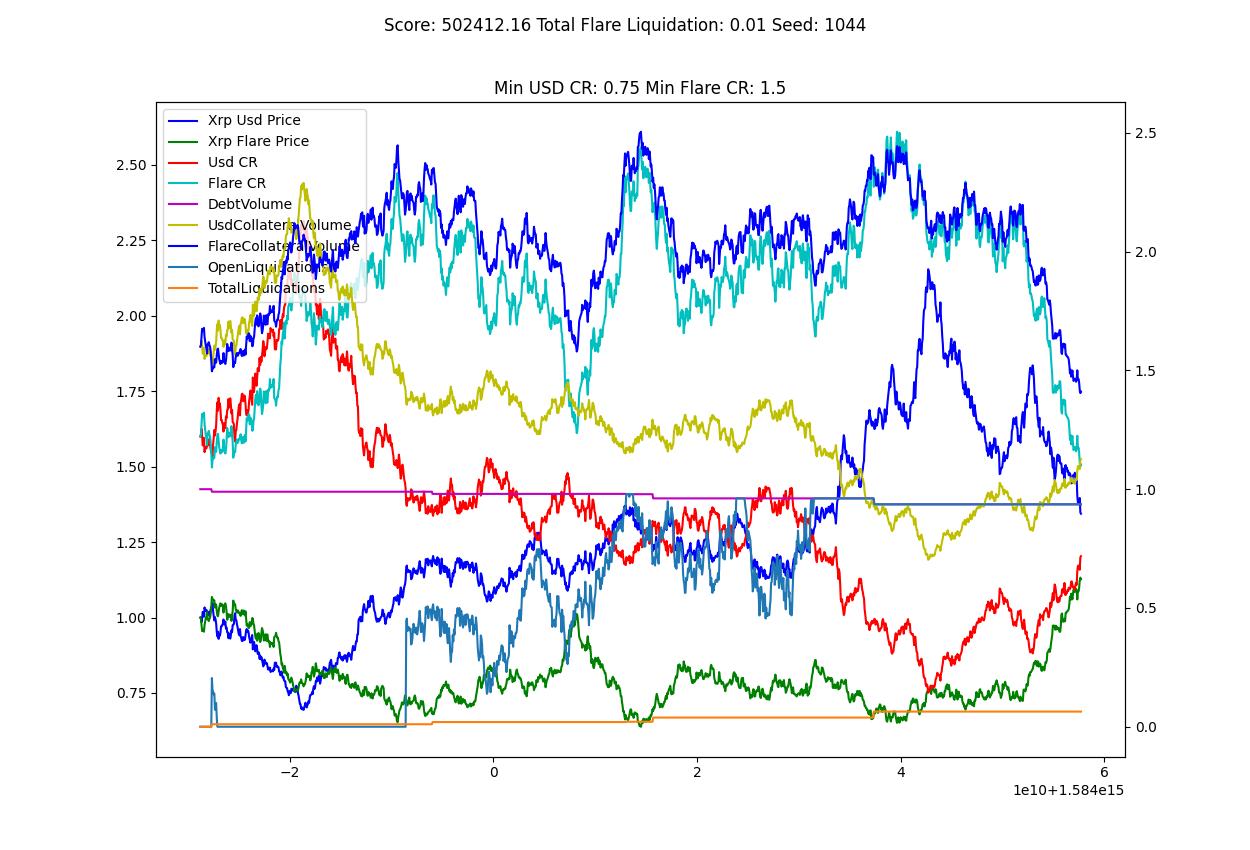 Score: 502412.16 Total Flare Liquidation: 0.01 Seed: 1044
Min USD CR: 0.75 Min Flare CR: 1.5
Xrp Usd Price
Xrp Flare Price
Usd CR
Flare CR
DebtVolume
UsdCollateralVolume
FlareCollateralVolume
OpenLiquidations
TotalLiquidations
2.50
2.25
2.00
1.75
1.50
1.25
1.00
0.75
2.5
2.0
1.5
1.0
0.5
0.0
−2
0
2
4
6
1e10+1.584e15